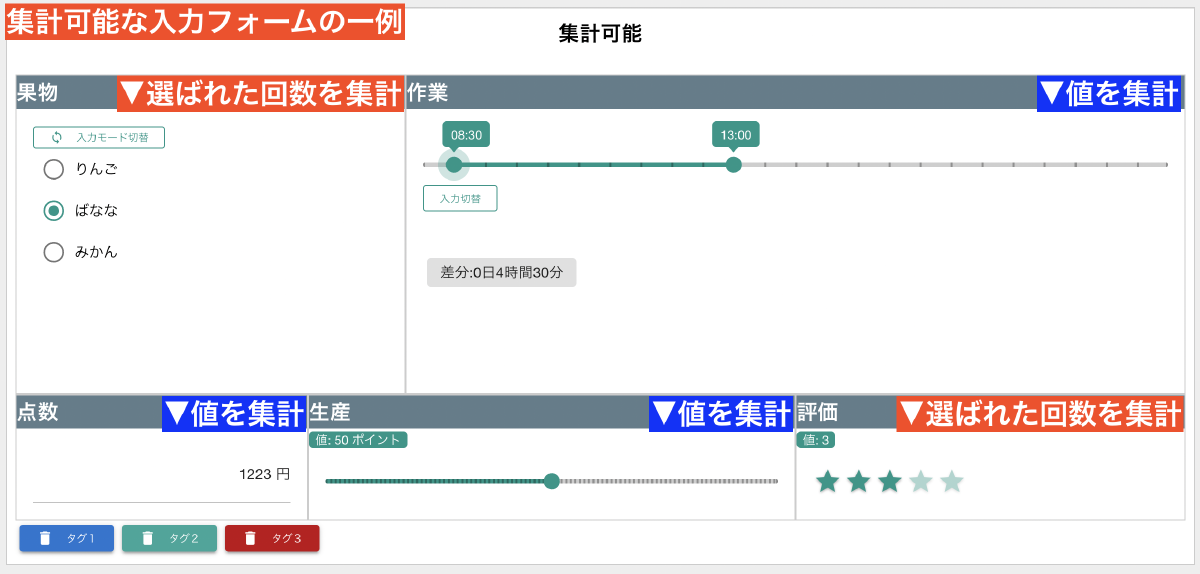 集計可能な入力フォームの一例
集計可能
果物
▼選ばれた回数を集計
作業
▼値を集計
入力モード切替
りんご
ばなな
みかん
08:30
13:00
入力切替
差分:0日4時間30分
点数
▼値を集計
生産
▼値を集計
評価
▼選ばれた回数を集計
1223 円
値: 50 ポイント
値: 3
タグ1
タグ2
タグ3